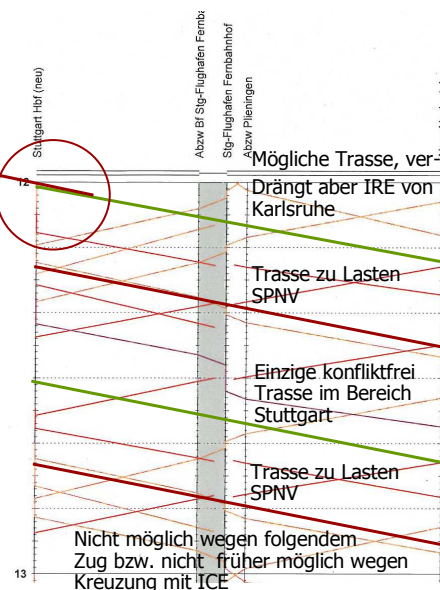 Stuttgart Hbf (neu)
Abzw Bf Stg-Flughafen Fernb
Stg-Flughafen Fernbahnhof
Abzw Plieningen
Mögliche Trasse, ver-
12
Drängt aber IRE von
Karlsruhe
Trasse zu Lasten
SPNV
Einzige konfliktfrei
Trasse im Bereich
Stuttgart
Trasse zu Lasten
SPNV
Nicht möglich wegen folgendem
Zug bzw. nicht früher möglich wegen
13
Kreuzung mit ICE